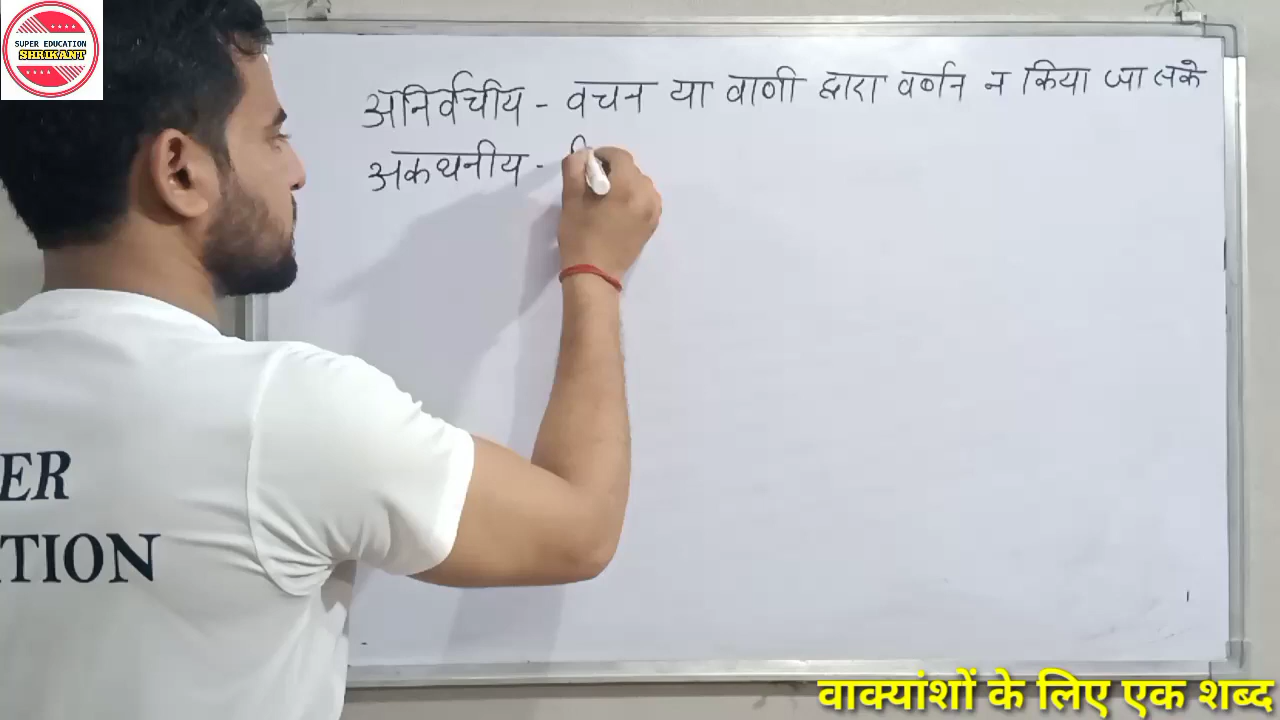 SUPER EDUCATION
SHRIKANT
अनिर्वचीय - वचन या वाणी द्वारा वर्णन न किया जा सके
अकथनीय -
ER
TION
वाक्यांशों के लिए एक शब्द